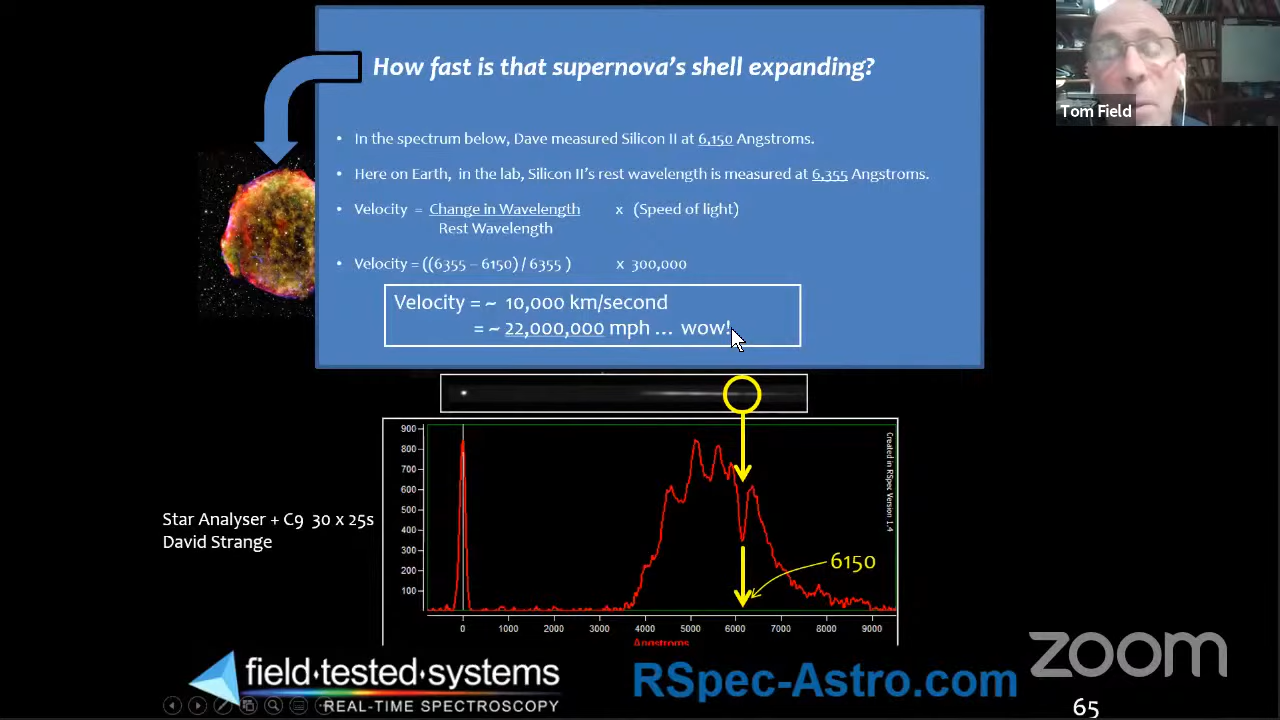 How fast is that supernova's shell expanding?
Tom Field
• In the spectrum below, Dave measured Silicon II at 6,150 Angstroms.
• Here on Earth, in the lab, Silicon II's rest wavelength is measured at 6,355 Angstroms.
• Velocity = Change in Wavelength x (Speed of light)
Rest Wavelength
• Velocity = ((6355 – 6150) / 6355 ) x 300,000
Velocity = ~ 10,000 km/second
= ~ 22,000,000 mph ... wow!
900
800
700
600
500
400
300
200
100
0
1000
2000
3000
4000
5000
6000
7000
8000
9000
Angstroms
Created in RSpec Version 1.4
6150
Star Analyser + C9 30 x 25s
David Strange
field·tested·systems
REAL-TIME SPECTROSCOPY
RSpec-Astro.com
zoom
65